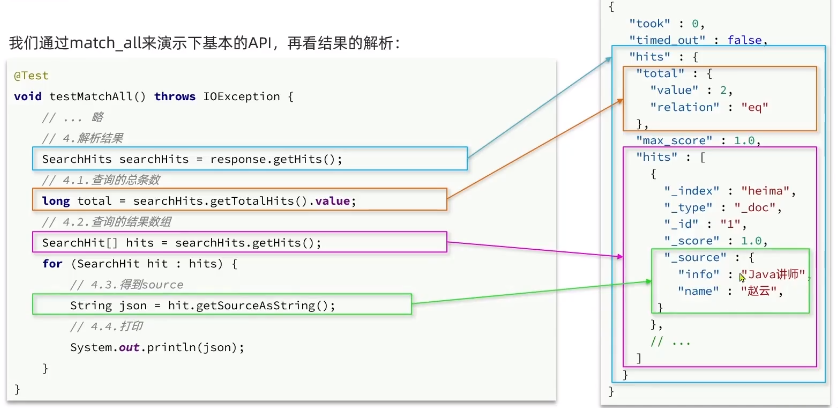 我们通过match_all来演示下基本的API，再看结果的解析：
@Test
void testMatchAll() throws IOException {
// ... 略
// 4.解析结果
SearchHits searchHits = response.getHits();
// 4.1.查询的总条数
long total = searchHits.getTotalHits().value;
// 4.2.查询的结果数组
SearchHit[] hits = searchHits.getHits();
for (SearchHit hit : hits) {
// 4.3.得到source
String json = hit.getSourceAsString();
// 4.4.打印
System.out.println(json);
}
}
{
"took" : 0,
"timed_out" : false,
"hits" : {
"total" : {
"value" : 2,
"relation" : "eq"
},
"max_score" : 1.0,
"hits" : [
{
"_index" : "heima",
"_type" : "_doc",
"_id" : "1",
"_score" : 1.0,
"_source" : {
"info" : "Java讲师",
"name" : "赵云",
}
},
// ...
]
}
}